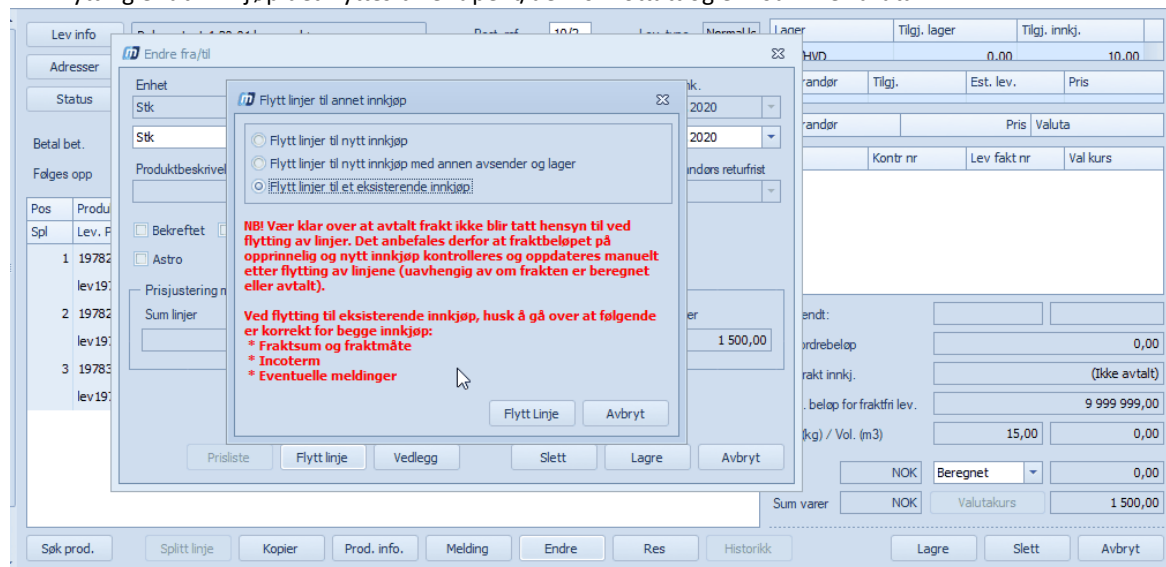 Lev info
Adresser
Status
Betal bet.
Følges opp
Pos Produ
Spl Lev. P
1 19782
lev197
2 19782
lev197
3 19783
lev197
Endre fra/til
Enhet
Stk
2020
Stk
2020
Produktbeskrivel
ndørs returfrist
Bekreftet
Astro
Prisjustering
Sum linjer
1 500,00
Prisliste Flytt linje Vedlegg Slett Lagre Avbryt
Flytt linjer til annet innkjøp
Flytt linjer til nytt innkjøp
Flytt linjer til nytt innkjøp med annen avsender og lager
Flytt linjer til et eksisterende innkjøp
NB! Vær klar over at avtalt frakt ikke blir tatt hensyn til ved
flytting av linjer. Det anbefales derfor at fraktbeløpet på
opprinnelig og nytt innkjøp kontrolleres og oppdateres manuelt
etter flytting av linjene (uavhengig av om frakten er beregnet
eller avtalt).
Ved flytting til eksisterende innkjøp, husk å gå over at følgende
er korrekt for begge innkjøp:
* Fraktsum og fraktmåte
* Incoterm
* Eventuelle meldinger
Flytt Linje Avbryt
Lager Tilgj. lager Tilgj. innkj.
HVD 0,00 10,00
randør Tilgj. Est. lev. Pris
randør Pris Valuta
Kontr nr Lev fakt nr Val kurs
endt:
ordrebeløp 0,00
rakt innkj. (Ikke avtalt)
. beløp for fraktfri lev. 9 999 999,00
(kg) / Vol. (m3) 15,00 0,00
NOK Beregnet 0,00
Sum varer NOK Valutakurs 1 500,00
Søk prod. Splitt linje Kopier Prod. info. Melding Endre Res Historikk
Lagre Slett Avbryt